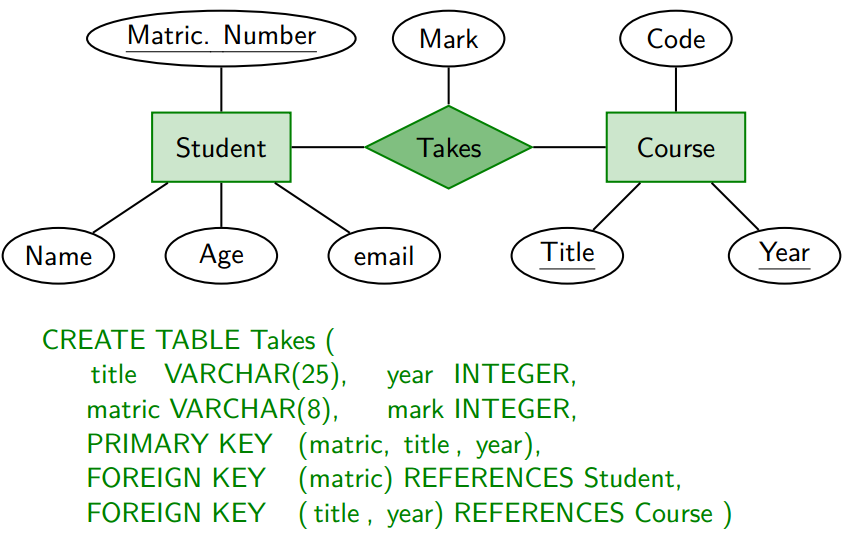 Matric. Number
Mark
Code
Student
Takes
Course
Name
Age
email
Title
Year
CREATE TABLE Takes (
title VARCHAR(25), year INTEGER,
matric VARCHAR(8), mark INTEGER,
PRIMARY KEY (matric, title , year),
FOREIGN KEY (matric) REFERENCES Student,
FOREIGN KEY ( title , year) REFERENCES Course )